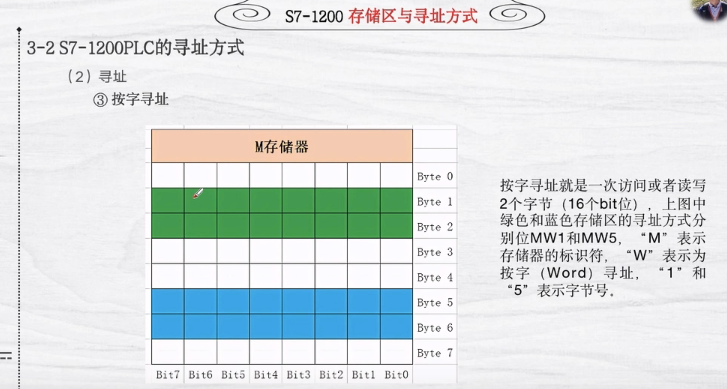 S7-1200 存储区与寻址方式
3-2 S7-1200PLC的寻址方式
（2）寻址
③ 按字寻址
M存储器
Byte 0
Byte 1
Byte 2
Byte 3
Byte 4
Byte 5
Byte 6
Byte 7
Bit7 Bit6 Bit5 Bit4 Bit3 Bit2 Bit1 Bit0
按字寻址就是一次访问或者读写
2个字节（16个bit位），上图中
绿色和蓝色存储区的寻址方式分
别位MW1和MW5，“M”表示
存储器的标识符，“W”表示为
按字（Word）寻址，“1”和
“5”表示字节号。